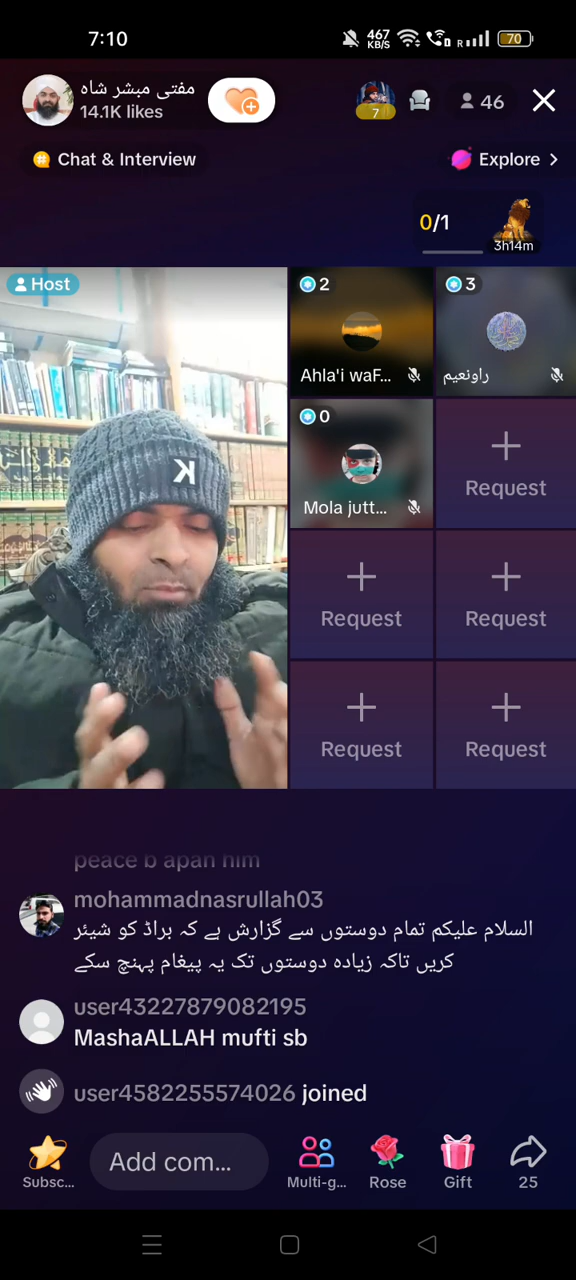 7:10
467
KB/S
R
70
مفتی مبشر شاہ
14.1K likes
7
46
Chat & Interview
Explore >
0/1
3h14m
Host
2
3
Ahla'i waF...
راونعیم
K
0
Mola jutt...
Request
Request
Request
Request
Request
peace b apan him
mohammadnasrullah03
السلام علیکم تمام دوستوں سے گزارش ہے کہ براڈ کو شیئر
کریں تاکہ زیادہ دوستوں تک یہ پیغام پہنچ سکے
user43227879082195
MashaALLAH mufti sb
user4582255574026 joined
Add com...
Subsc...
Multi-g...
Rose
Gift
25